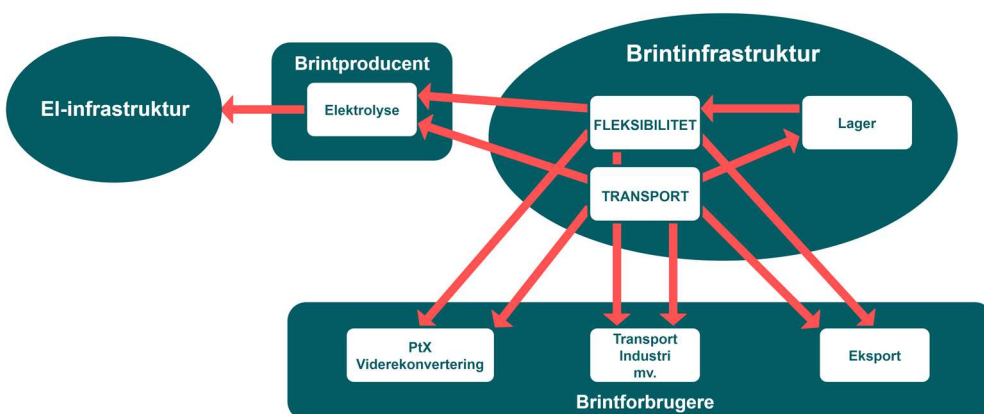 Brintinfrastruktur
Brintproducent
El-infrastruktur
Elektrolyse
FLEKSIBILITET
Lager
TRANSPORT
PtX
Viderekonvertering
Transport
Industri
mv.
Eksport
Brintforbrugere